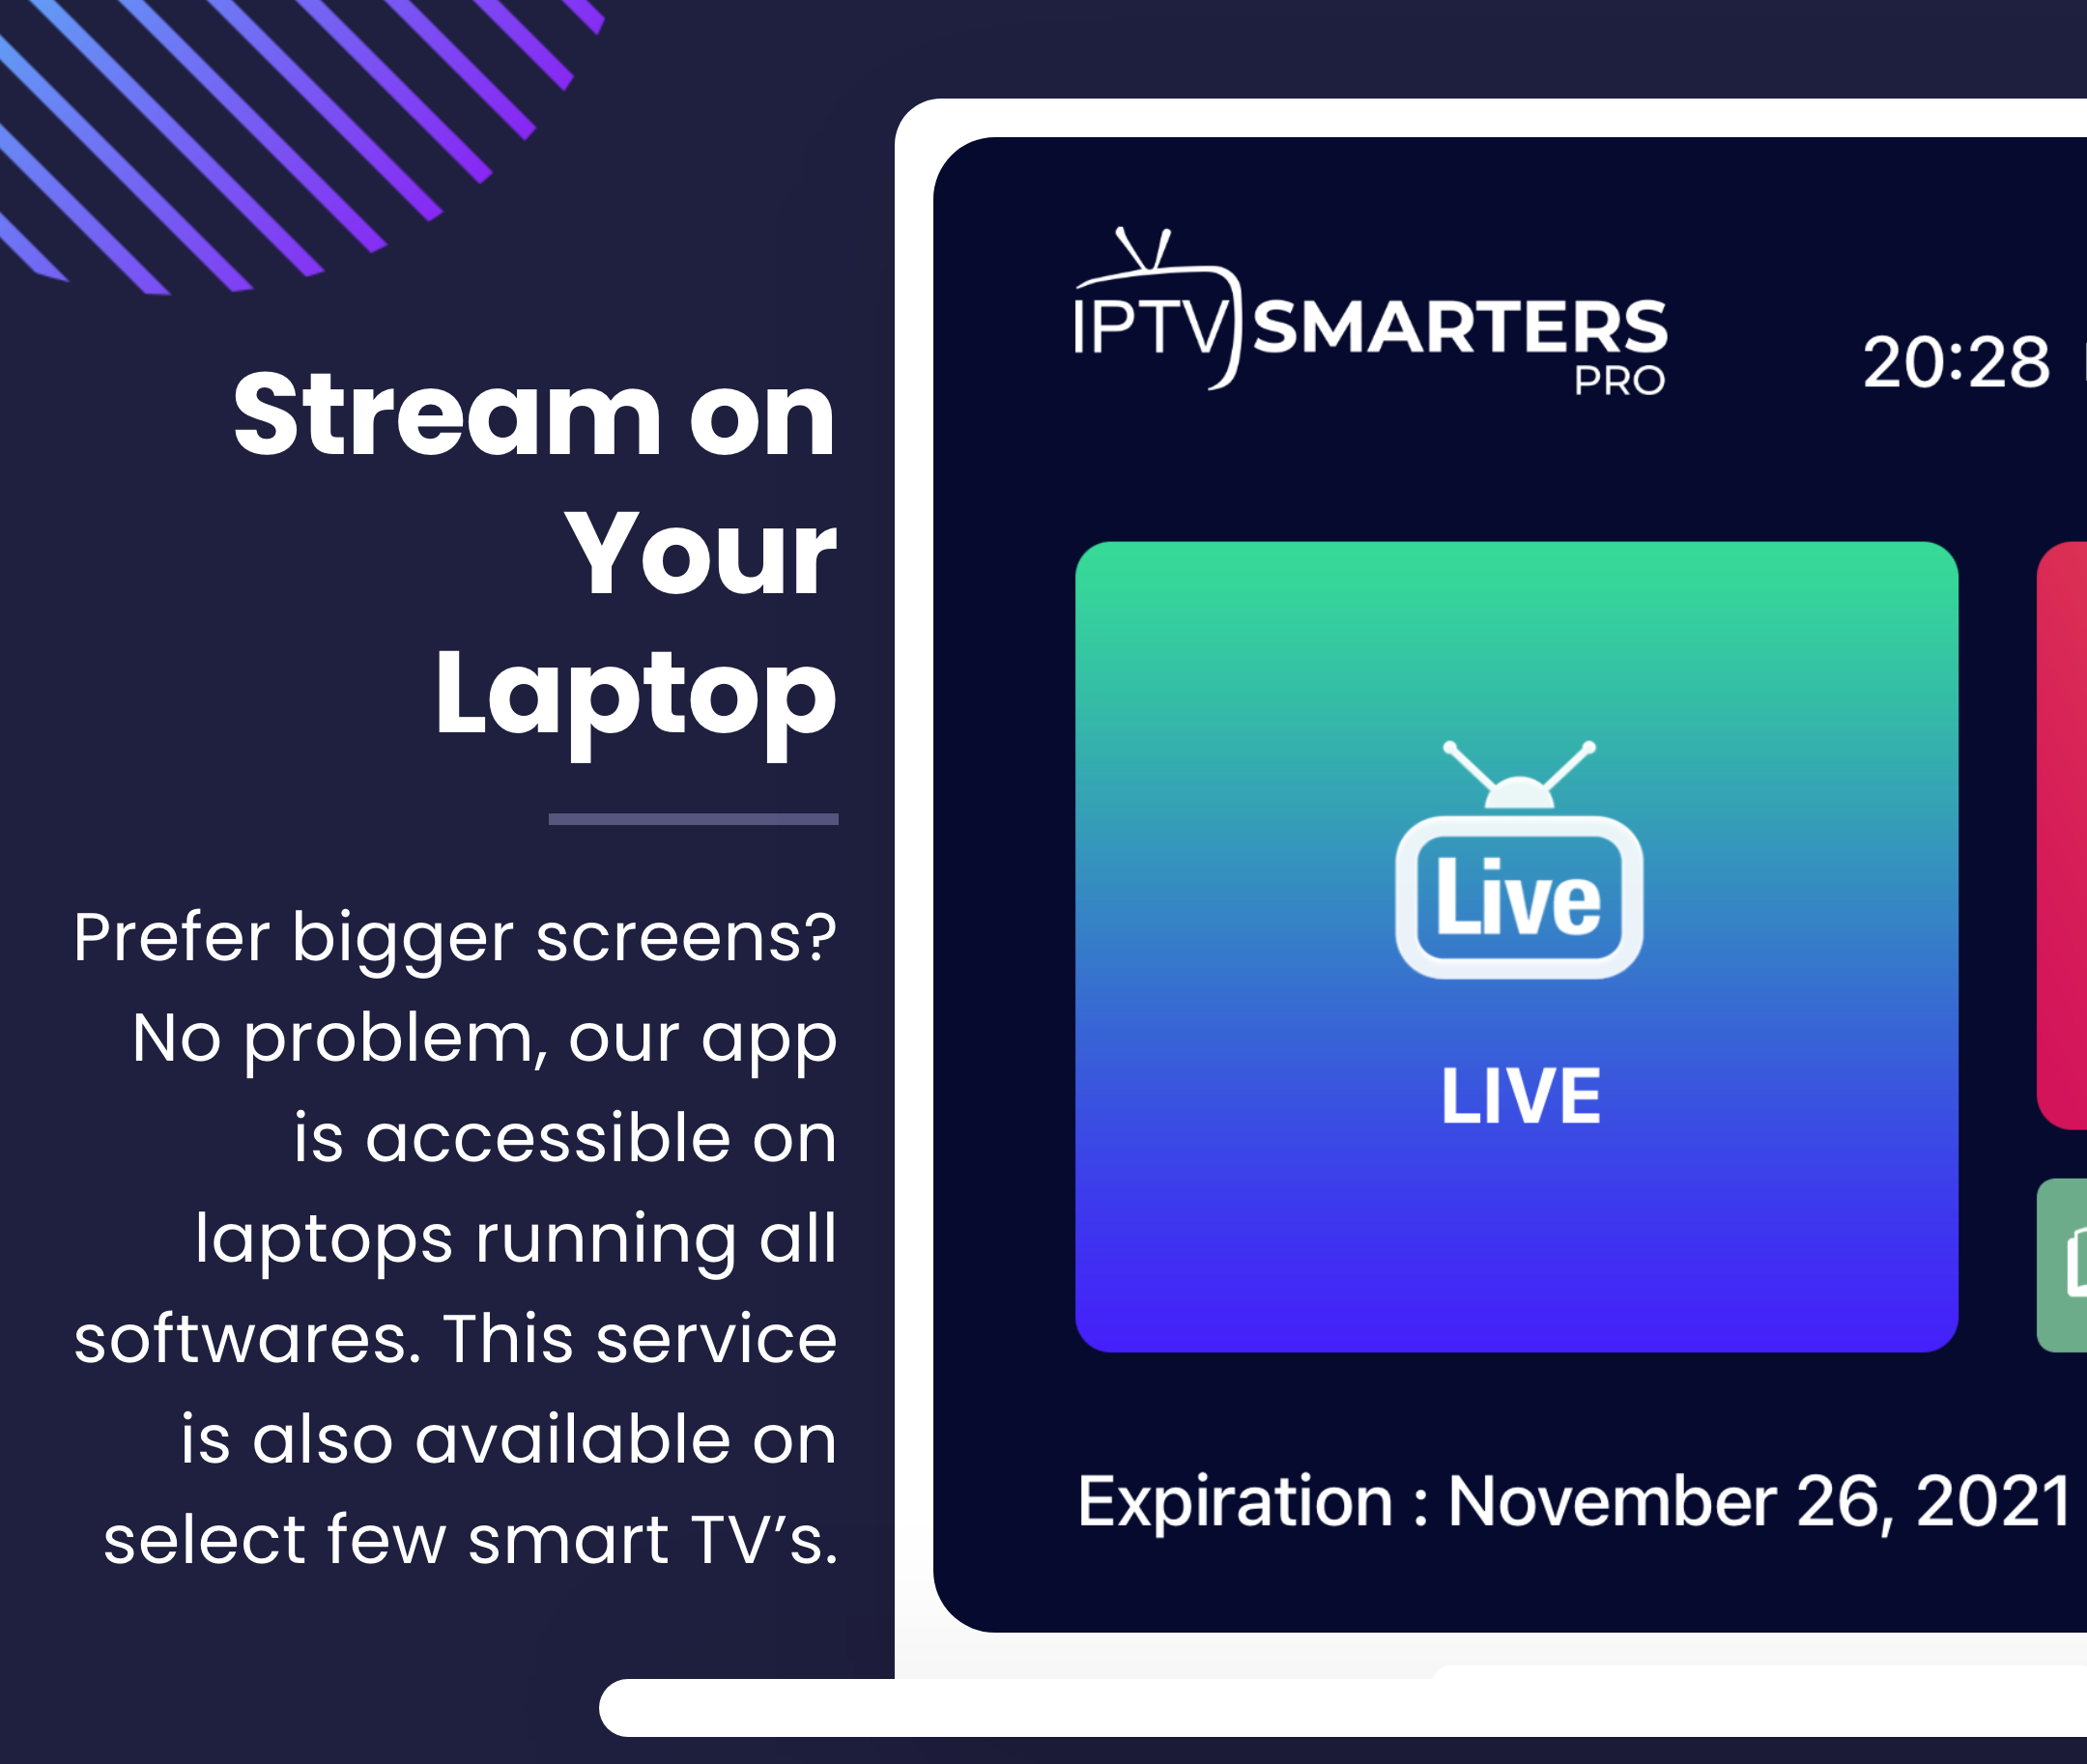 Stream on
Your
Laptop
Prefer bigger screens?
No problem, our app
is accessible on
laptops running all
softwares. This service
is also available on
select few smart TV’s.
IPTV SMARTERS
PRO
20:28
Live
LIVE
Expiration : November 26, 2021